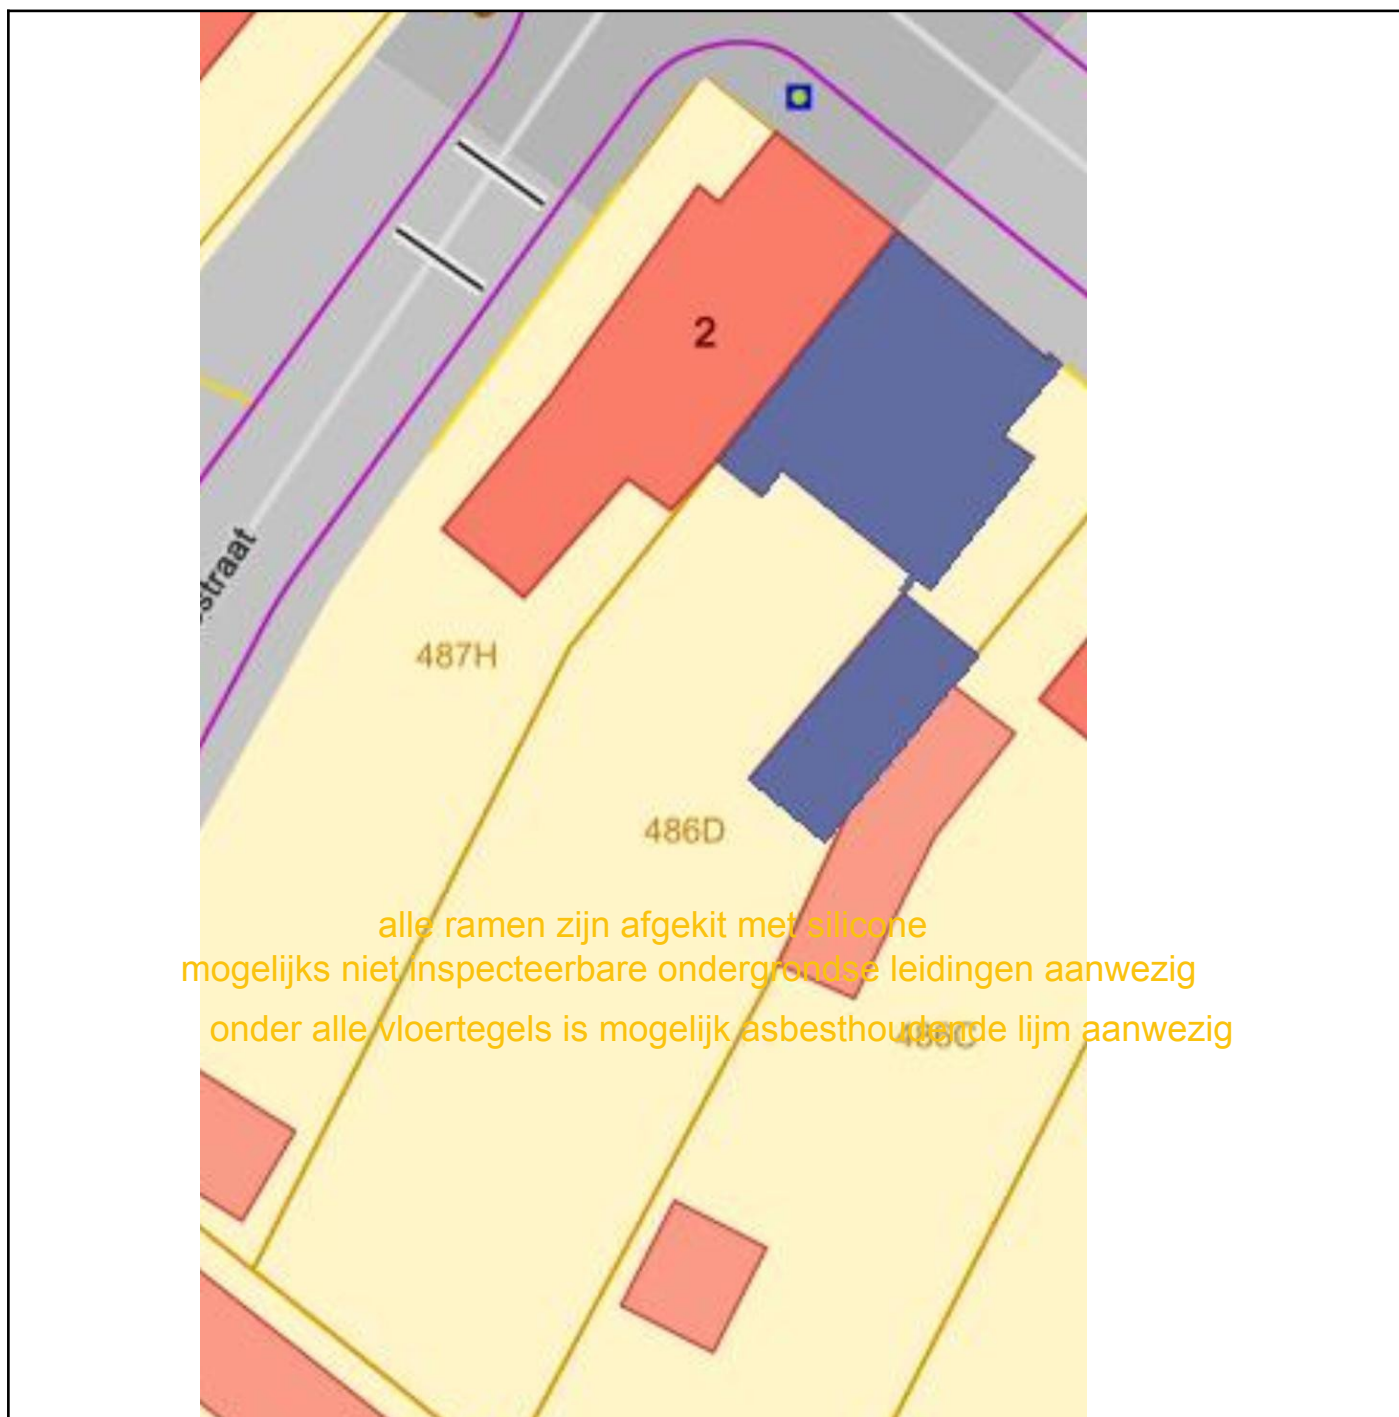 2
straat
487H
486D
alle ramen zijn afgekit met silicone
mogelijks niet inspecteerbare ondergrondse leidingen aanwezig
onder alle vloertegels is mogelijk asbesthoudende lijm aanwezig